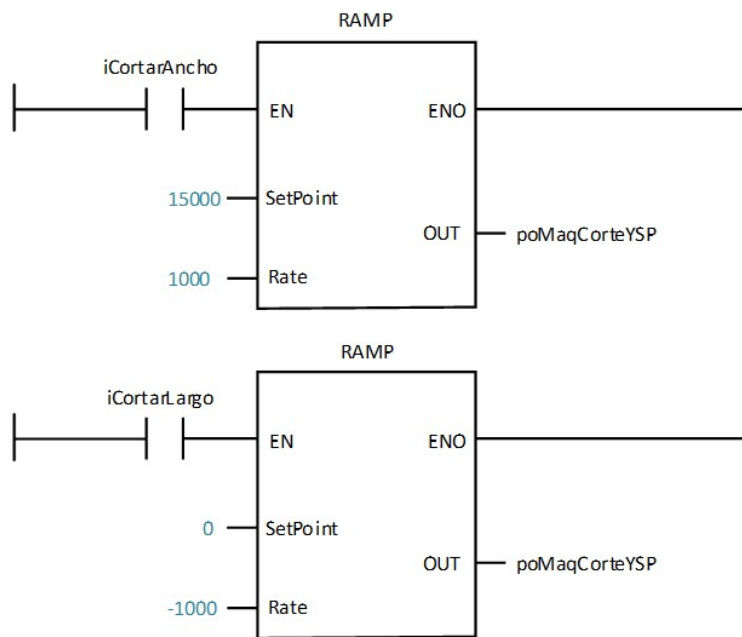 RAMP
iCortarAncho
EN ENO
15000 SetPoint
OUT poMaqCorteYSP
1000 Rate
RAMP
iCortarLargo
EN ENO
0 SetPoint
OUT poMaqCorteYSP
-1000 Rate